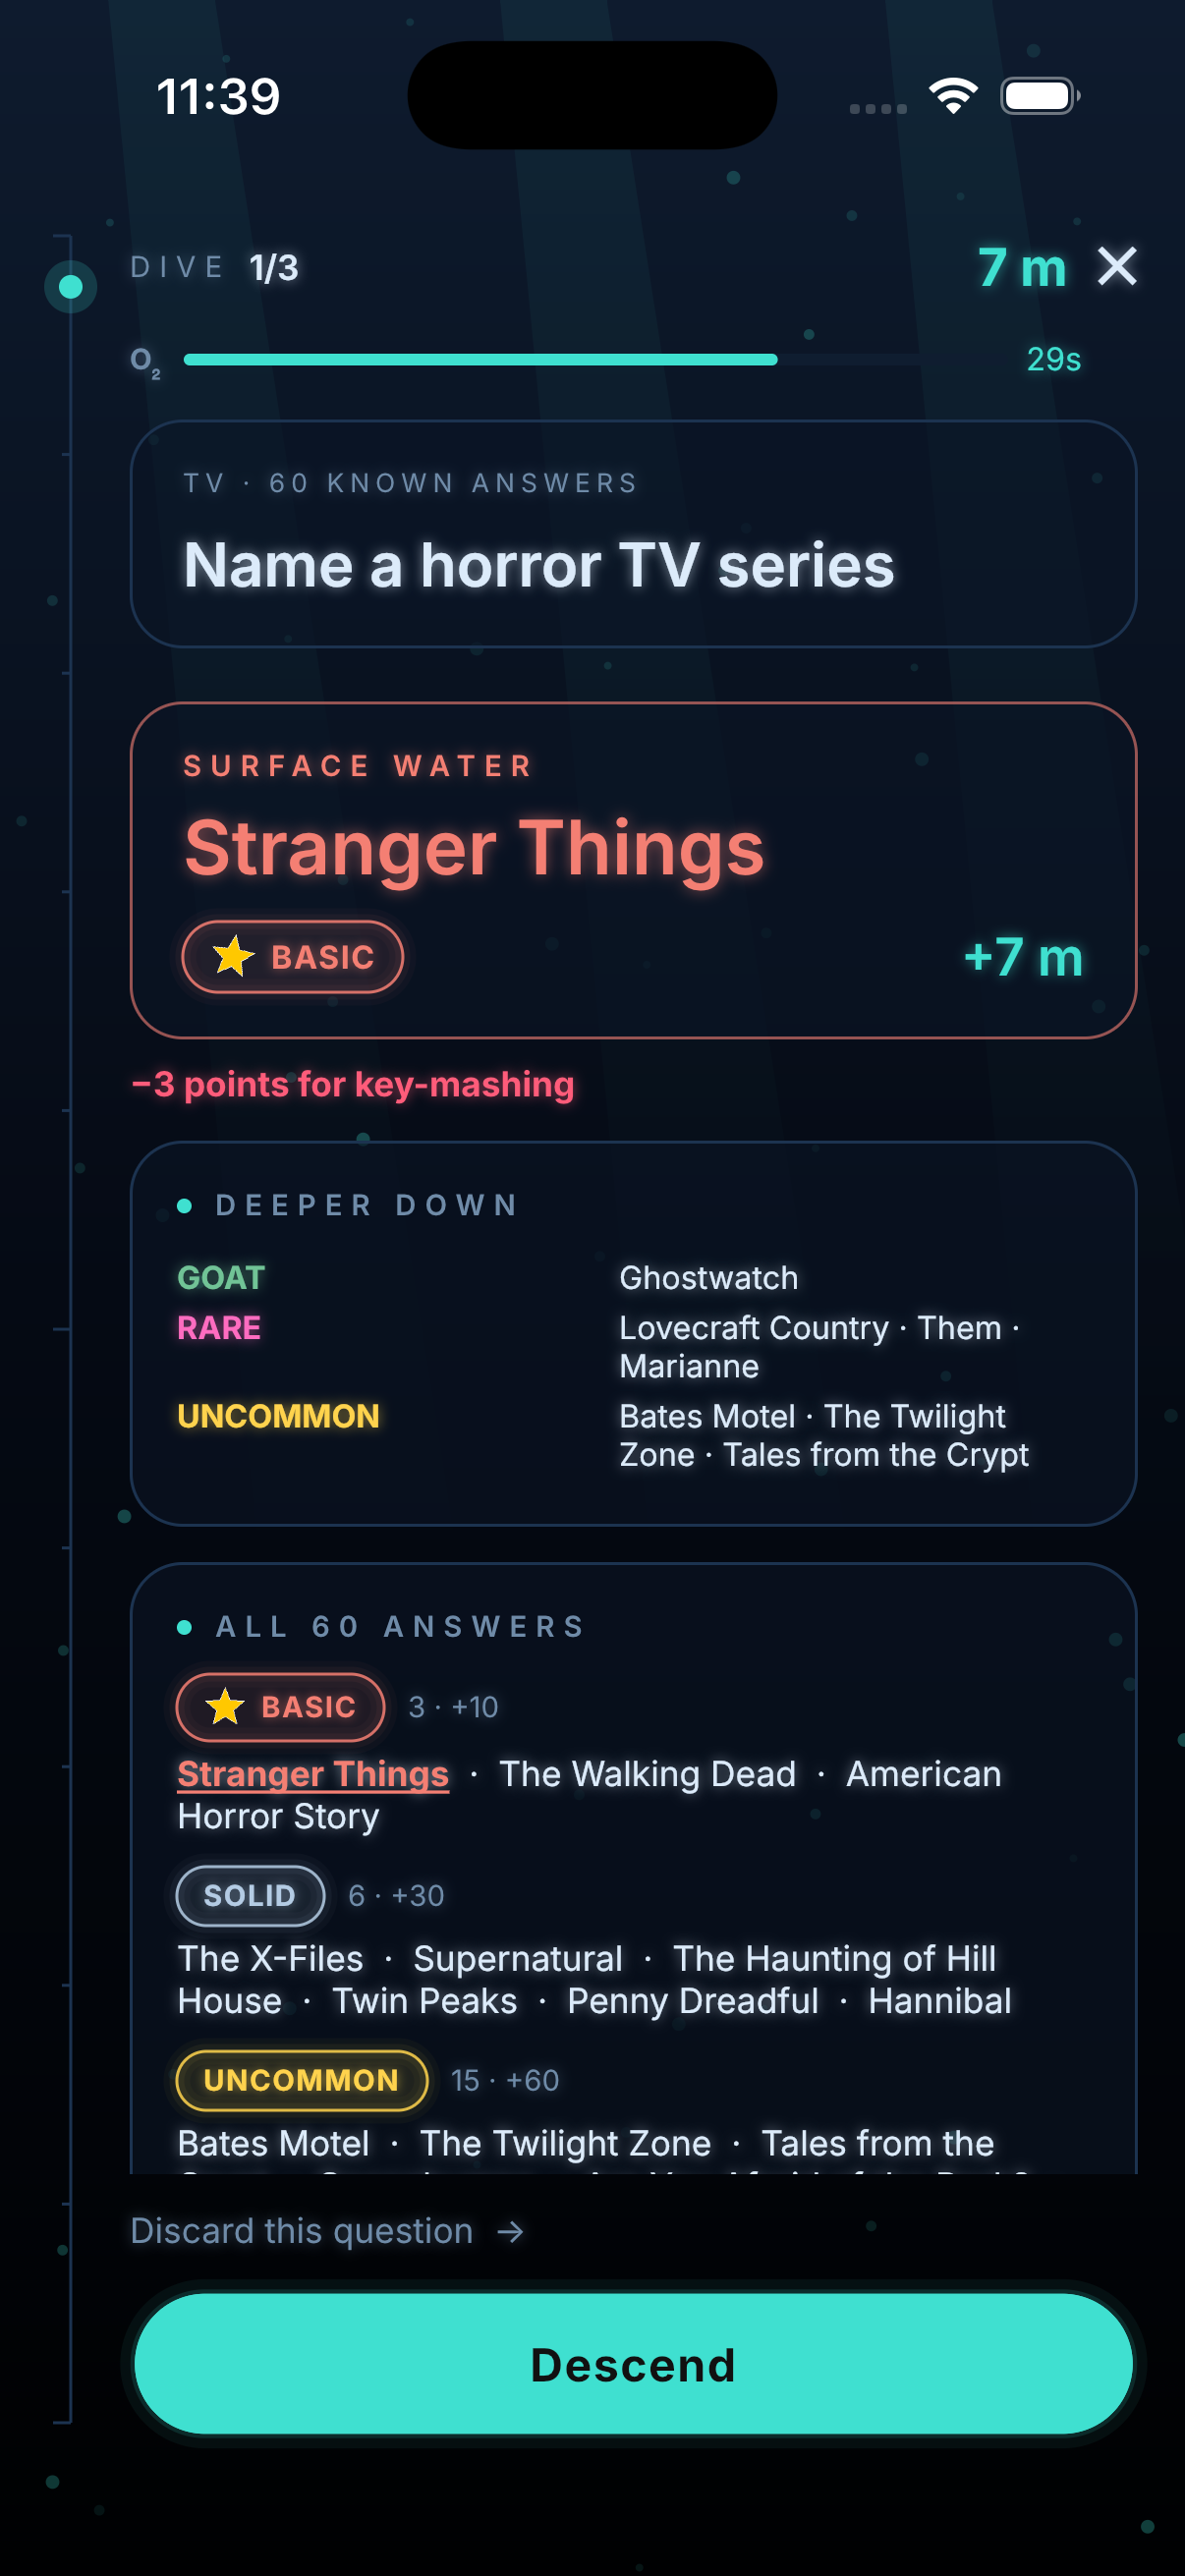 11:39
DIVE 1/3
7 m
O₂
29s
TV · 60 KNOWN ANSWERS
Name a horror TV series
SURFACE WATER
Stranger Things
BASIC
+7 m
−3 points for key-mashing
DEEPER DOWN
GOAT Ghostwatch
RARE Lovecraft Country · Them ·
Marianne
UNCOMMON Bates Motel · The Twilight
Zone · Tales from the Crypt
ALL 60 ANSWERS
BASIC 3 · +10
Stranger Things · The Walking Dead · American
Horror Story
SOLID 6 · +30
The X-Files · Supernatural · The Haunting of Hill
House · Twin Peaks · Penny Dreadful · Hannibal
UNCOMMON 15 · +60
Bates Motel · The Twilight Zone · Tales from the
Discard this question →
Descend